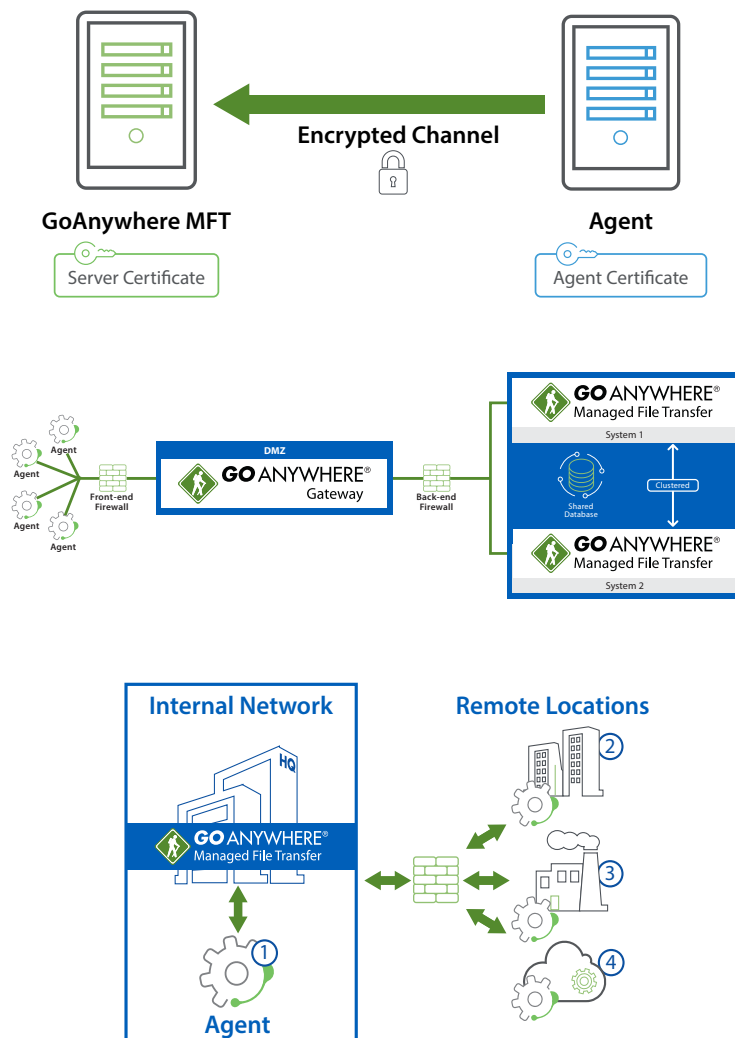 Encrypted Channel
GoAnywhere MFT
Agent
Server Certificate
Agent Certificate
GO ANYWHERE®
Managed File Transfer
System 1
Agent
Agent
Agent
Agent
Front-end
Firewall
DMZ
GO ANYWHERE®
Gateway
Back-end
Firewall
Shared
Database
Clustered
GO ANYWHERE®
Managed File Transfer
System 2
Internal Network
HQ
GO ANYWHERE®
Managed File Transfer
1
Agent
Remote Locations
2
3
4